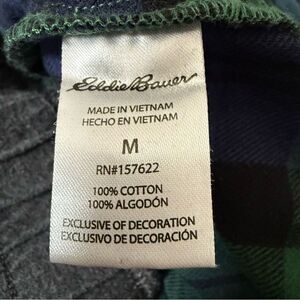 Eddie Bauer
MADE IN VIETNAM
HECHO EN VIETNAM
M
RN#157622
100% COTTON
100% ALGODÓN
EXCLUSIVE OF DECORATION
EXCLUSIVO DE DECORACIÓN